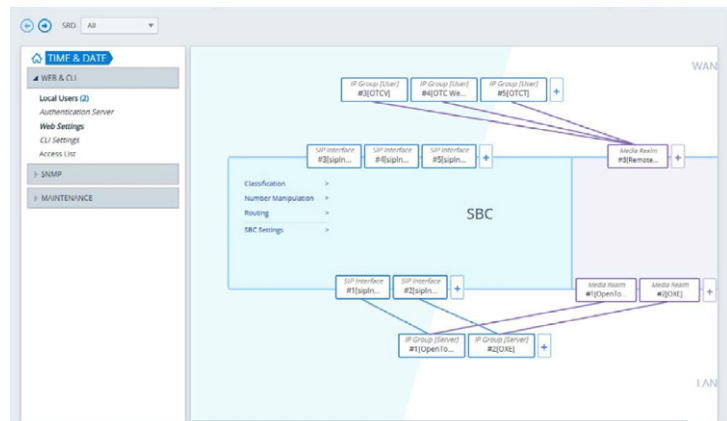 SRD All
TIME & DATE
WEB & CLI
Local Users (2)
Authentication Server
Web Settings
CLI Settings
Access List
SNMP
MAINTENANCE
WAN
IP Group [User] IP Group [User] IP Group [User]
#3[OTCV] #4[OTC We... #5[OTCT] +
SIP Interface SIP Interface SIP Interface Media Realm
#3[sipIn... #4[sipIn... #5[sipIn... + #3[Remote... +
Classification >
Number Manipulation >
Routing >
SBC Settings >
SBC
SIP Interface SIP Interface Media Realm Media Realm
#1[sipIn... #2[sipIn... + #1[OpenTo... #2[OXE] +
IP Group [Server] IP Group [Server]
#1[OpenTo... #2[OXE] +
LAN